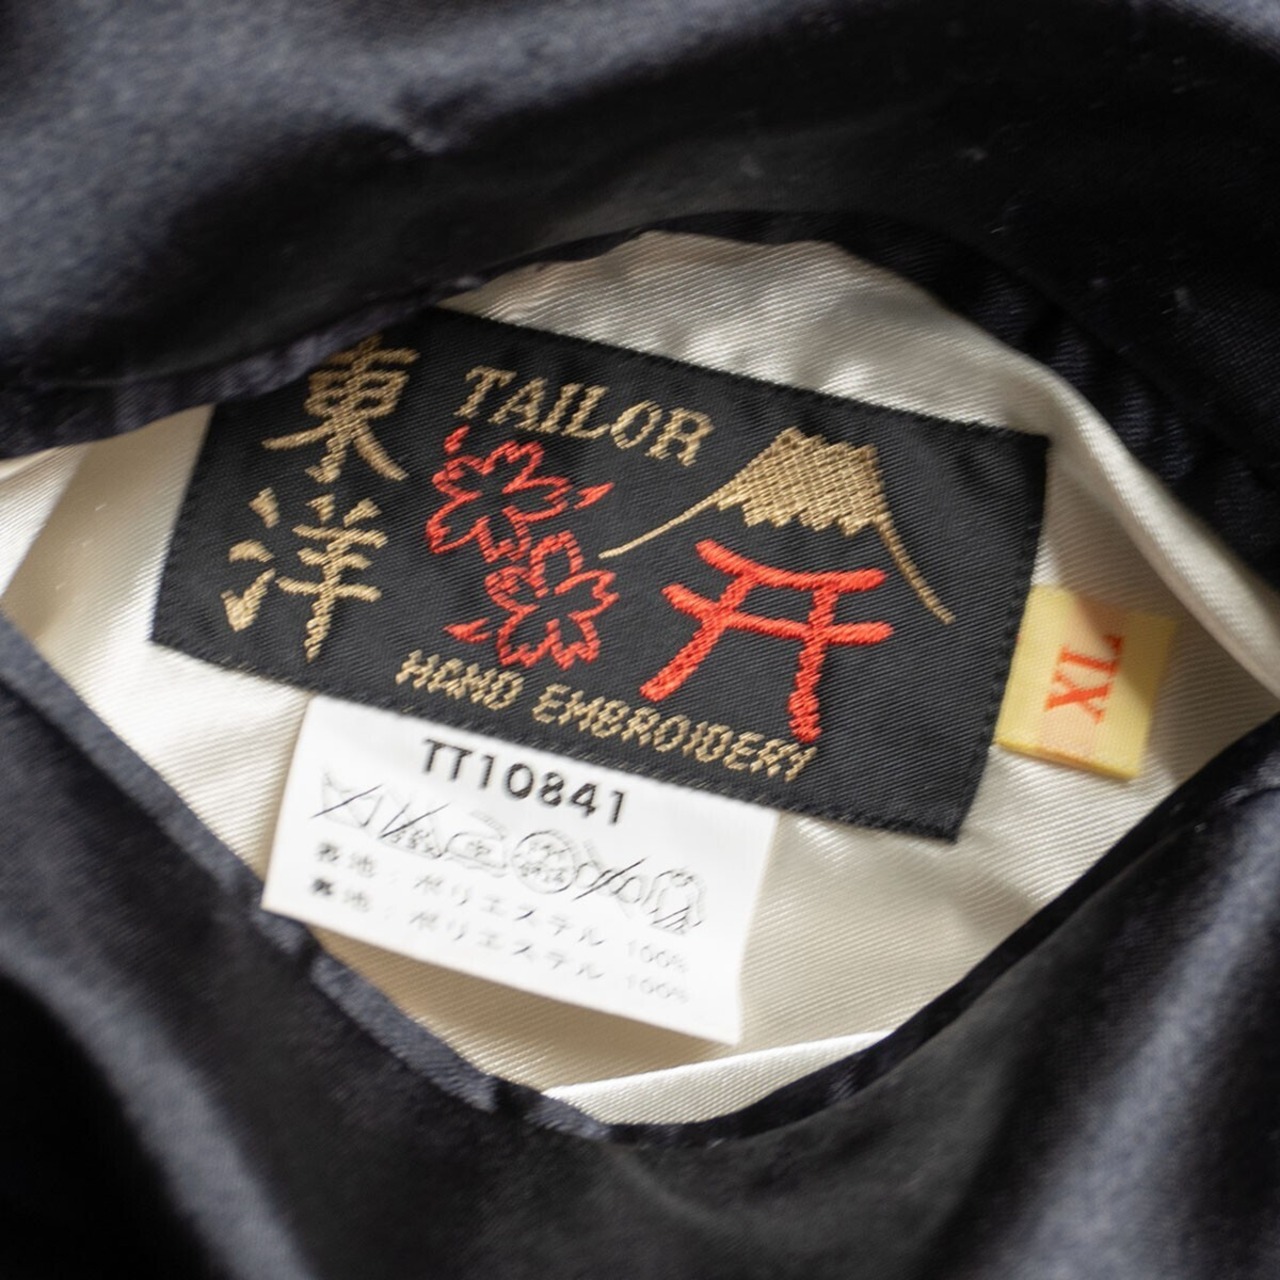 東洋
TAILOR
HAND EMBROIDERY
XL
TT10841
表地：ポリエステル 100%
裏地：ポリエステル 100%